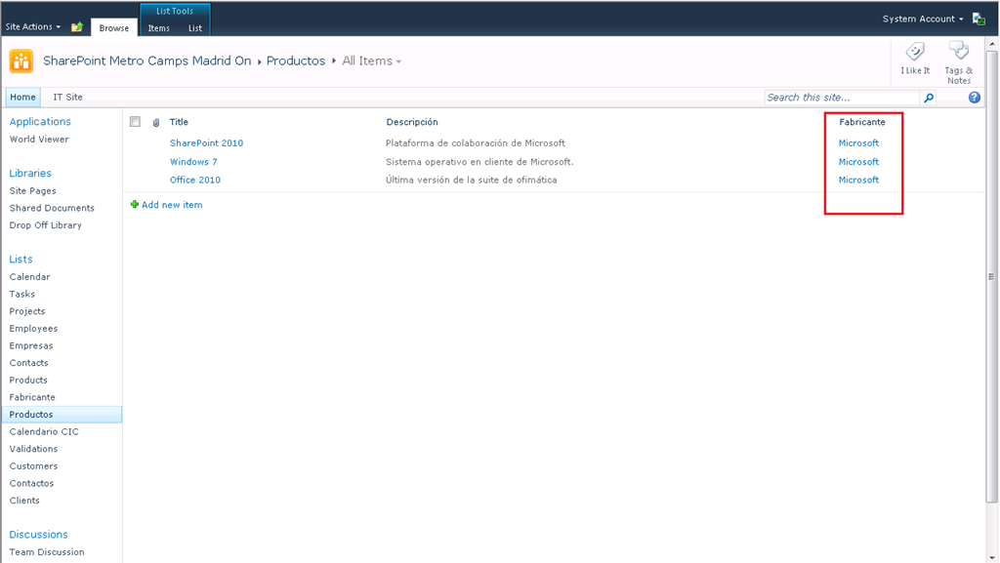 List Tools
Site Actions
Browse
Items
List
System Account
SharePoint Metro Camps Madrid On
Productos
All Items
I Like It
Tags &
Notes
Home
IT Site
Search this site...
Applications
World Viewer
Libraries
Site Pages
Shared Documents
Drop Off Library
Lists
Calendar
Tasks
Projects
Employees
Empresas
Contacts
Products
Fabricante
Productos
Calendario CIC
Validations
Customers
Contactos
Clients
Discussions
Team Discussion
Title Descripción Fabricante
SharePoint 2010 Plataforma de colaboración de Microsoft Microsoft
Windows 7 Sistema operativo en cliente de Microsoft. Microsoft
Office 2010 Última versión de la suite de ofimática Microsoft
Add new item